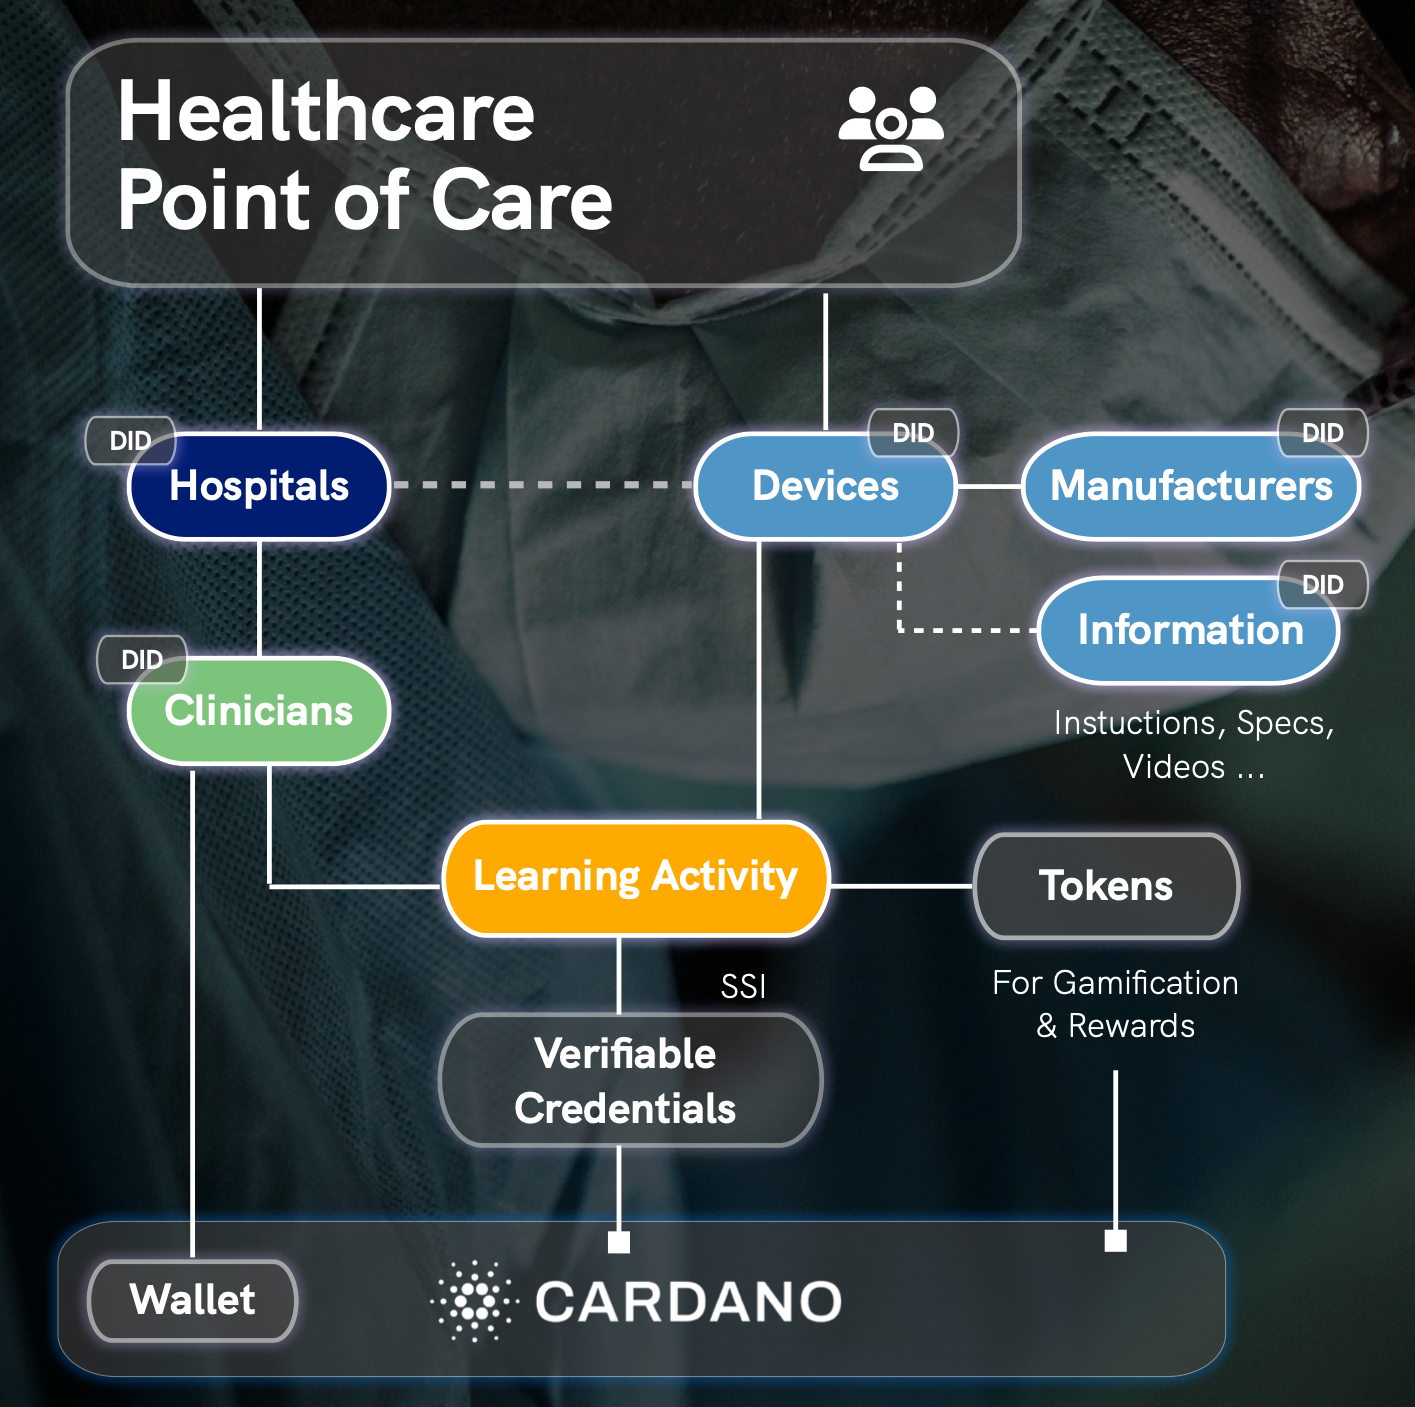 Healthcare
Point of Care
DID
Hospitals
DID
Devices
DID
Manufacturers
DID
Information
Instuctions, Specs,
Videos ...
DID
Clinicians
Learning Activity
Tokens
For Gamification
& Rewards
SSI
Verifiable
Credentials
Wallet
CARDANO